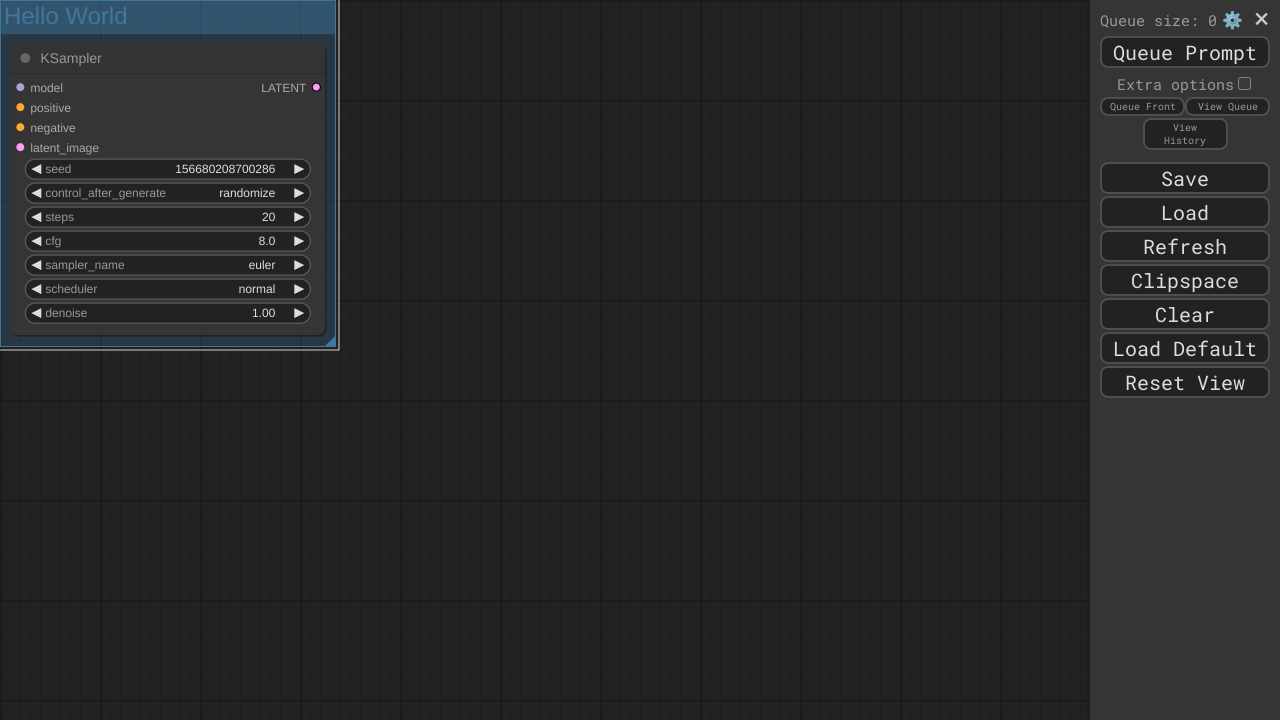 Hello World
KSampler
model LATENT
positive
negative
latent_image
seed 156680208700286
control_after_generate randomize
steps 20
cfg 8.0
sampler_name euler
scheduler normal
denoise 1.00
Queue size: 0
Queue Prompt
Extra options
Queue Front View Queue
View
History
Save
Load
Refresh
Clipspace
Clear
Load Default
Reset View